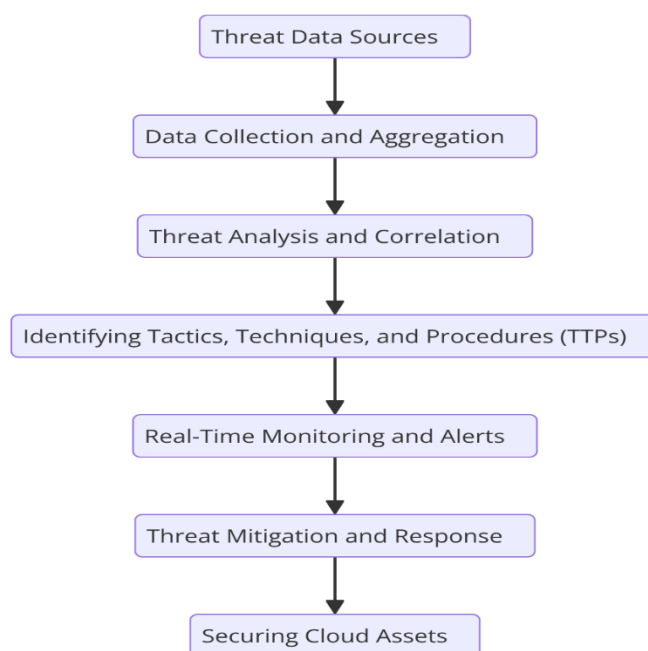 Threat Data Sources
Data Collection and Aggregation
Threat Analysis and Correlation
Identifying Tactics, Techniques, and Procedures (TTPs)
Real-Time Monitoring and Alerts
Threat Mitigation and Response
Securing Cloud Assets